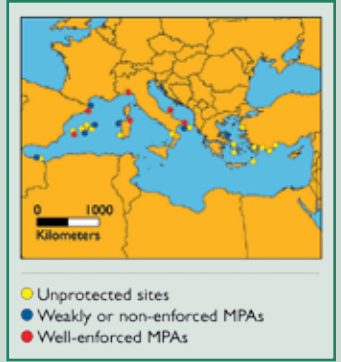 0 1000
Kilometers
Unprotected sites
Weakly or non-enforced MPAs
Well-enforced MPAs